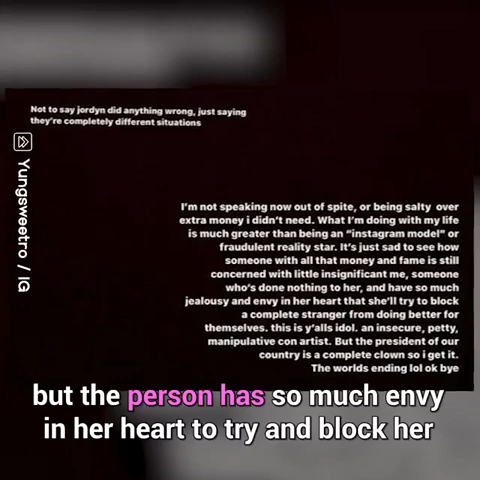 Not to say jordyn did anything wrong, just saying
they're completely different situations
Yungsweetro / IG
I'm not speaking now out of spite, or being salty over
extra money i didn't need. What I'm doing with my life
is much greater than being an "instagram model" or
fraudulent reality star. It's just sad to see how
someone with all that money and fame is still
concerned with little insignificant me, someone
who's done nothing to her, and have so much
jealousy and envy in her heart that she'll try to block
a complete stranger from doing better for
themselves. this is y'alls idol. an insecure, petty,
manipulative con artist. But the president of our
country is a complete clown so i get it.
The worlds ending lol ok bye
but the person has so much envy
in her heart to try and block her